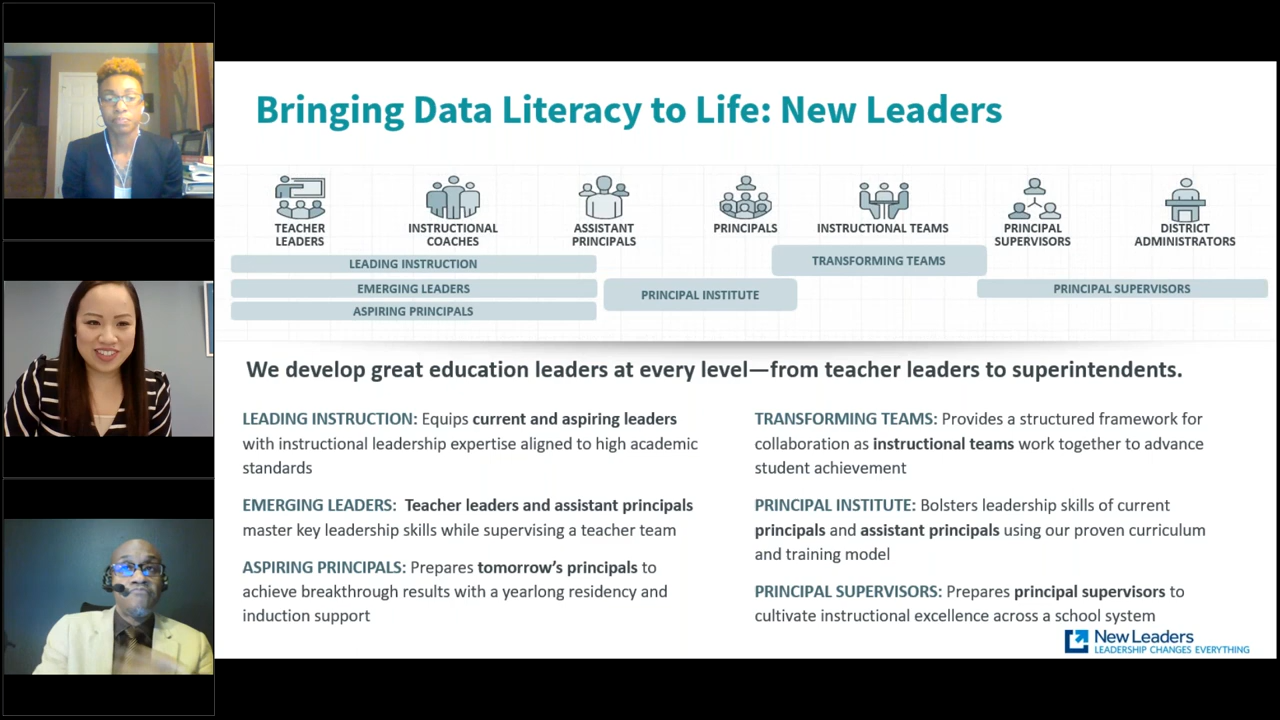 Bringing Data Literacy to Life: New Leaders
TEACHER
LEADERS
INSTRUCTIONAL
COACHES
ASSISTANT
PRINCIPALS
PRINCIPALS
INSTRUCTIONAL TEAMS
PRINCIPAL
SUPERVISORS
DISTRICT
ADMINISTRATORS
LEADING INSTRUCTION
EMERGING LEADERS
ASPIRING PRINCIPALS
PRINCIPAL INSTITUTE
TRANSFORMING TEAMS
PRINCIPAL SUPERVISORS
We develop great education leaders at every level—from teacher leaders to superintendents.
LEADING INSTRUCTION: Equips current and aspiring leaders
with instructional leadership expertise aligned to high academic
standards
EMERGING LEADERS: Teacher leaders and assistant principals
master key leadership skills while supervising a teacher team
ASPIRING PRINCIPALS: Prepares tomorrow's principals to
achieve breakthrough results with a yearlong residency and
induction support
TRANSFORMING TEAMS: Provides a structured framework for
collaboration as instructional teams work together to advance
student achievement
PRINCIPAL INSTITUTE: Bolsters leadership skills of current
principals and assistant principals using our proven curriculum
and training model
PRINCIPAL SUPERVISORS: Prepares principal supervisors to
cultivate instructional excellence across a school system
New Leaders
LEADERSHIP CHANGES EVERYTHING